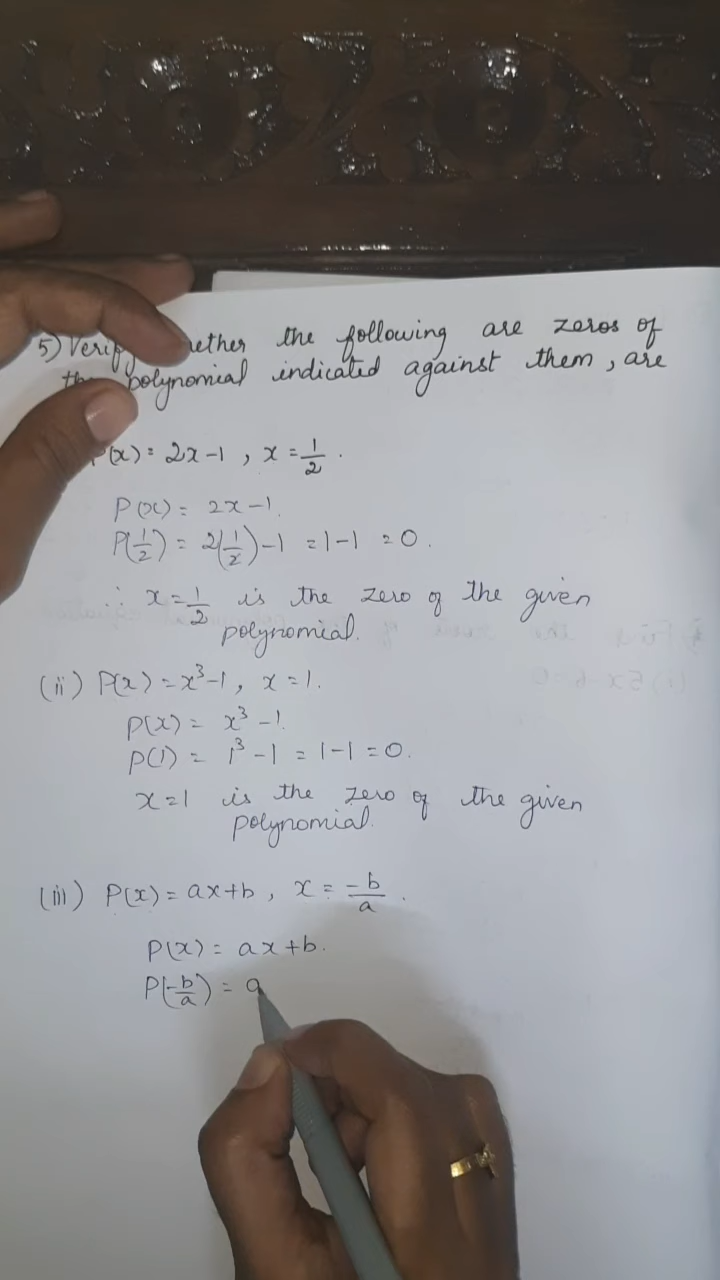 5) Verify the following are zeros of
polynomial indicated against them, are
P(x) = 2x-1, x = 1/2.
P(x) = 2x-1.
P(1/2) = 2(1/2)-1 = 1-1 = 0.
∴ x = 1/2 is the zero of the given
polynomial.
(ii) P(x) = x³-1, x = 1.
P(x) = x³-1.
P(1) = 1³-1 = 1-1 = 0.
x=1 is the zero of the given
polynomial.
(iii) P(x) = ax+b, x = -b/a.
P(x) = ax+b.
P(-b/a) = a